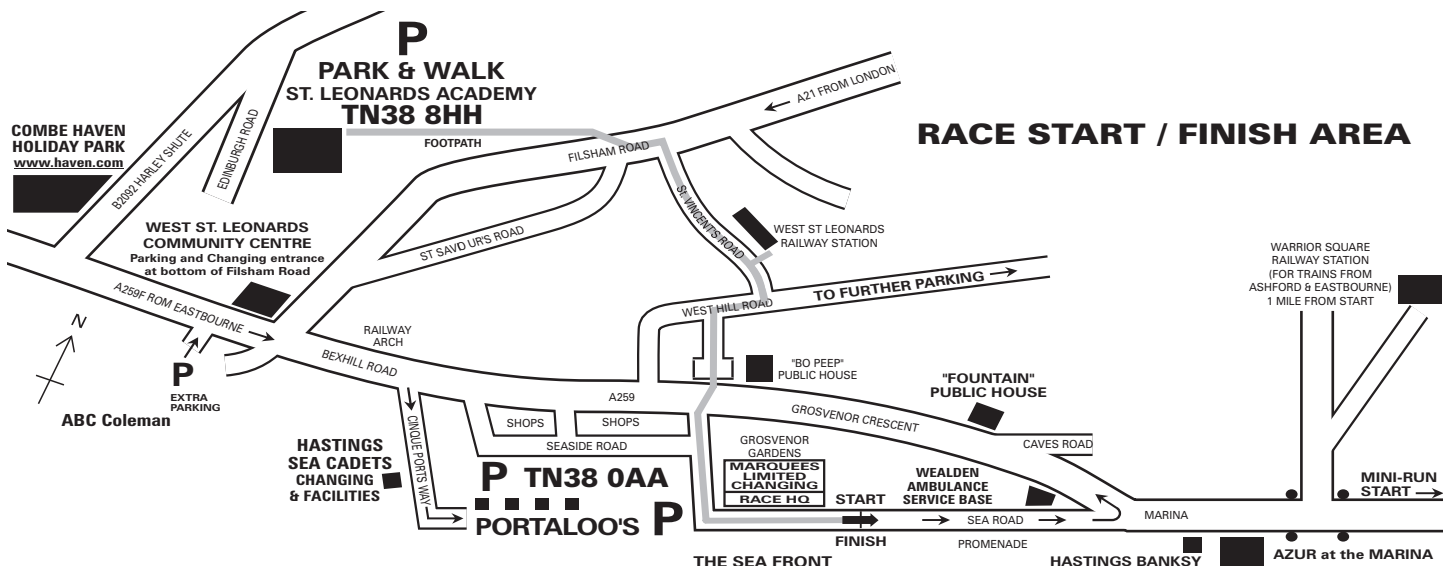 P
PARK & WALK
ST. LEONARDS ACADEMY
TN38 8HH
FOOTPATH
COMBE HAVEN
HOLIDAY PARK
www.haven.com
B2092 HARLEY SHUTE
EDINBURGH ROAD
FILSHAM ROAD
A21 FROM LONDON
RACE START / FINISH AREA
WEST ST. LEONARDS
COMMUNITY CENTRE
Parking and Changing entrance
at bottom of Filsham Road
ST SAVIOUR'S ROAD
St. VINCENT'S ROAD
WEST ST LEONARDS
RAILWAY STATION
WARRIOR SQUARE
RAILWAY STATION
(FOR TRAINS FROM
ASHFORD & EASTBOURNE)
1 MILE FROM START
TO FURTHER PARKING
WEST HILL ROAD
A259F ROM EASTBOURNE
RAILWAY
ARCH
BEXHILL ROAD
N
ABC Coleman
P
EXTRA
PARKING
"BO PEEP"
PUBLIC HOUSE
"FOUNTAIN"
PUBLIC HOUSE
A259
GROSVENOR CRESCENT
CAVES ROAD
SHOPS
SHOPS
SEASIDE ROAD
CINQUE PORTS WAY
HASTINGS
SEA CADETS
CHANGING
& FACILITIES
P TN38 0AA
PORTALOO'S
P
GROSVENOR
GARDENS
MARQUEES
LIMITED
CHANGING
RACE HQ
START
FINISH
WEALDEN
AMBULANCE
SERVICE BASE
SEA ROAD
MARINA
MINI-RUN
START
PROMENADE
THE SEA FRONT
HASTINGS BANKSY
AZUR at the MARINA